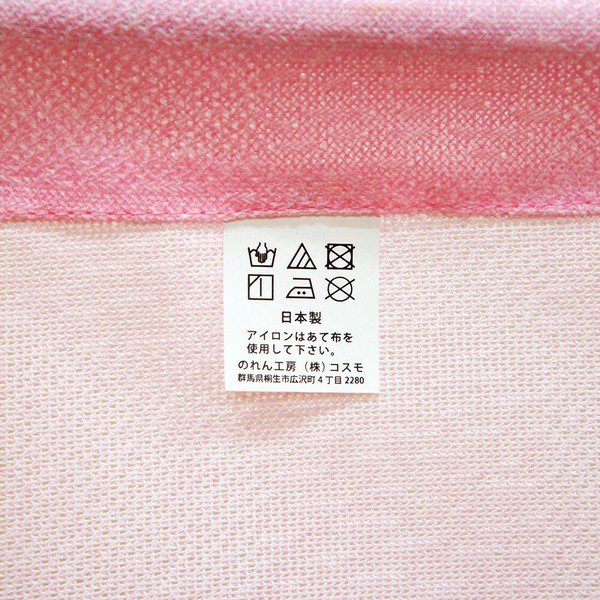 日本製
アイロンはあて布を
使用して下さい。
のれん工房 (株) コスモ
群馬県桐生市広沢町4丁目2280